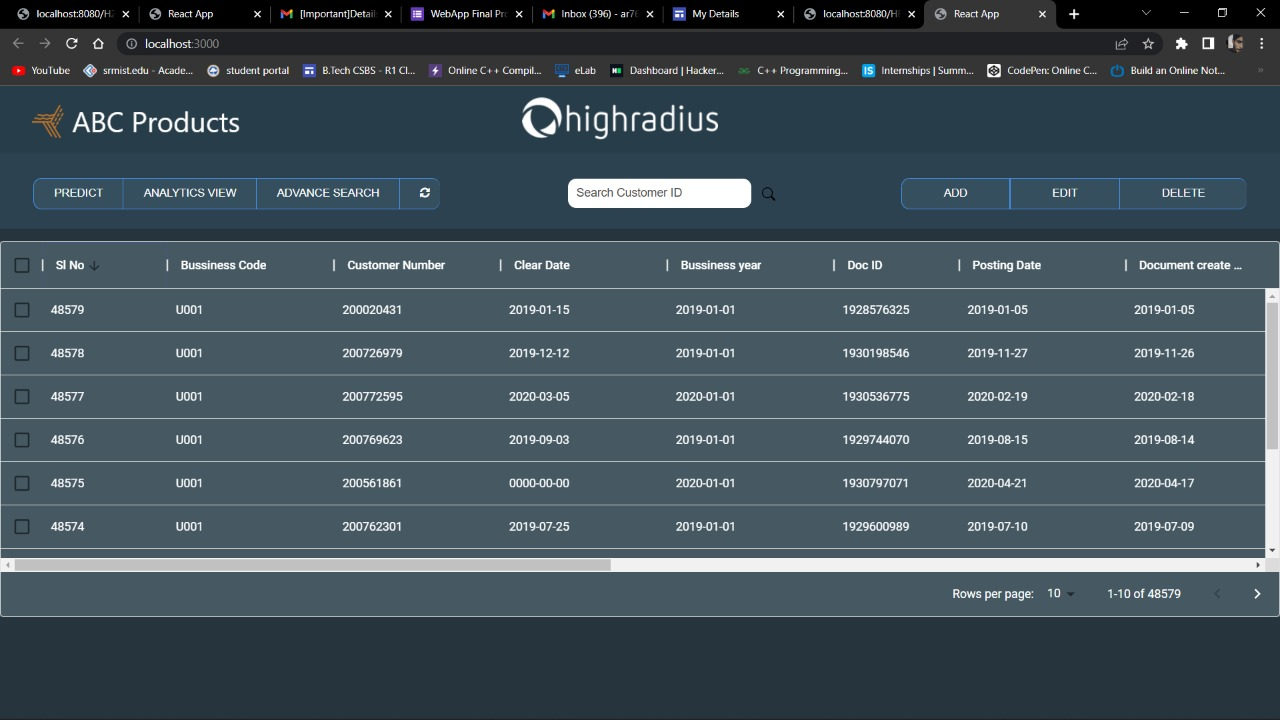 localhost:8080/H2
React App
[Important]Detail
WebApp Final Pro
Inbox (396) - ar76
My Details
localhost:8080/HI
React App
localhost:3000
YouTube
srmist.edu - Acade...
student portal
B.Tech CSBS - R1 Cl...
Online C++ Compil...
eLab
Dashboard | Hacker...
C++ Programming...
IS
Internships | Summ...
CodePen: Online C...
Build an Online Not...
»
ABC Products
highradius
PREDICT ANALYTICS VIEW ADVANCE SEARCH
Search Customer ID
ADD EDIT DELETE
Sl No Bussiness Code Customer Number Clear Date Bussiness year Doc ID Posting Date Document create ...
48579 U001 200020431 2019-01-15 2019-01-01 1928576325 2019-01-05 2019-01-05
48578 U001 200726979 2019-12-12 2019-01-01 1930198546 2019-11-27 2019-11-26
48577 U001 200772595 2020-03-05 2020-01-01 1930536775 2020-02-19 2020-02-18
48576 U001 200769623 2019-09-03 2019-01-01 1929744070 2019-08-15 2019-08-14
48575 U001 200561861 0000-00-00 2020-01-01 1930797071 2020-04-21 2020-04-17
48574 U001 200762301 2019-07-25 2019-01-01 1929600989 2019-07-10 2019-07-09
Rows per page: 10 1-10 of 48579